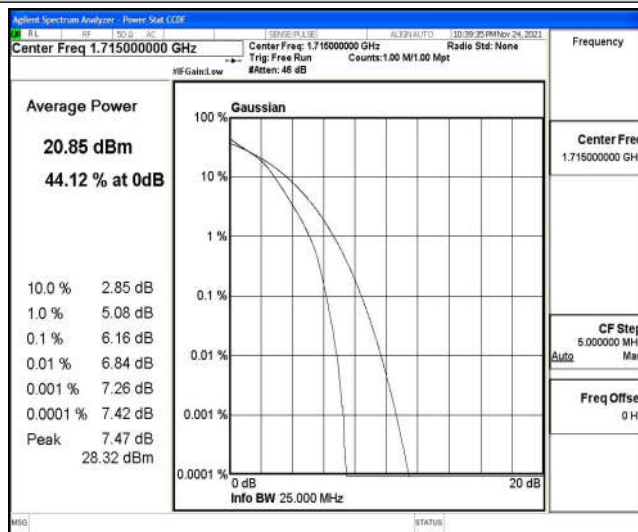 Agilent Spectrum Analyzer - Power Stat CCDF
RL RF 50 Ω AC SENSE:PULSE ALIGN AUTO 10:39:35 PM Nov 24, 2021
Center Freq 1.715000000 GHz
Center Freq: 1.715000000 GHz Radio Std: None
Trig: Free Run Counts:1.00 M/1.00 Mpt
#IFGain:Low #Atten: 46 dB
Frequency
Average Power
20.85 dBm
44.12 % at 0dB
10.0 % 2.85 dB
1.0 % 5.08 dB
0.1 % 6.16 dB
0.01 % 6.84 dB
0.001 % 7.26 dB
0.0001 % 7.42 dB
Peak 7.47 dB
28.32 dBm
Gaussian
100 %
10 %
1 %
0.1 %
0.01 %
0.001 %
0.0001 %
0 dB 20 dB
Info BW 25.000 MHz
Center Fre
1.715000000 GH
CF Step
5.000000 MH
Auto Ma
Freq Offse
0 H
MSG STATUS